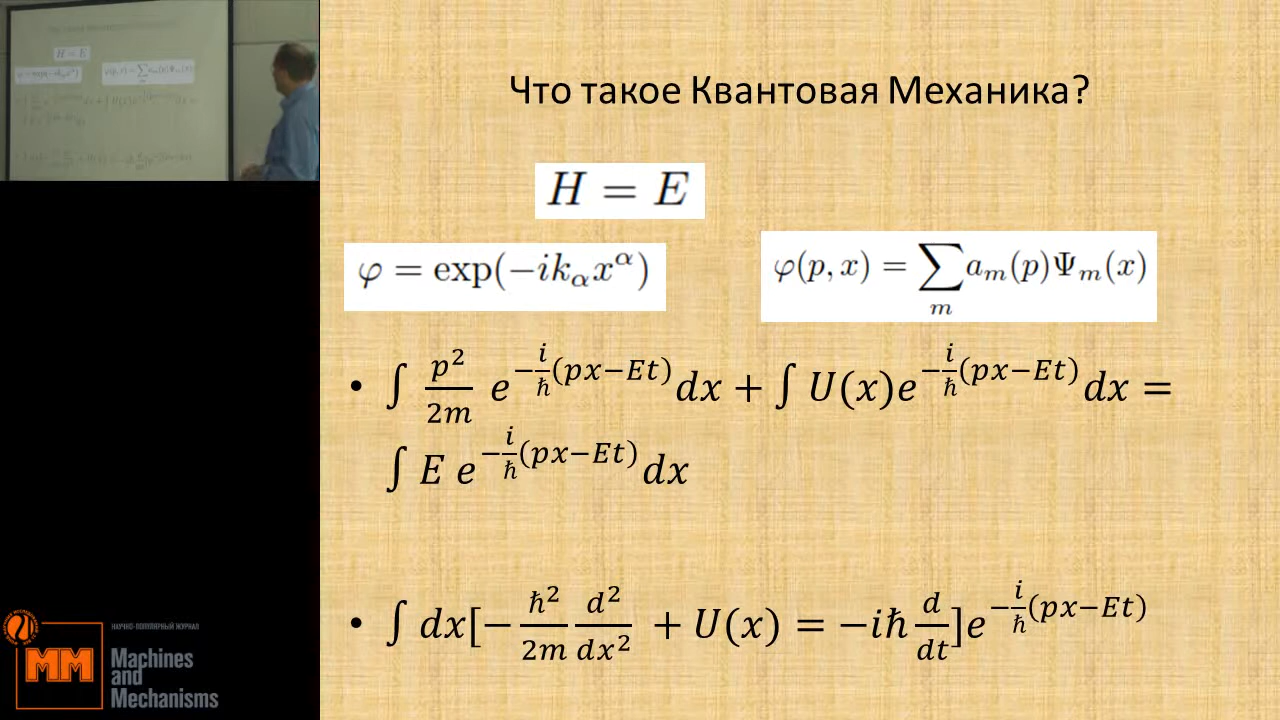 Что такое Квантовая Механика?
H = E
φ = exp(−ik_α x^α)
φ(p, x) = ∑_m a_m(p)Ψ_m(x)
• ∫ p²/2m e^{−i/ħ(px−Et)} dx + ∫ U(x)e^{−i/ħ(px−Et)} dx =
∫ E e^{−i/ħ(px−Et)} dx
• ∫ dx[− ħ²/2m d²/dx² + U(x) = −iħ d/dt]e^{−i/ħ(px−Et)}
НАУЧНО-ПОПУЛЯРНЫЙ ЖУРНАЛ
MM
Machines
and
Mechanisms